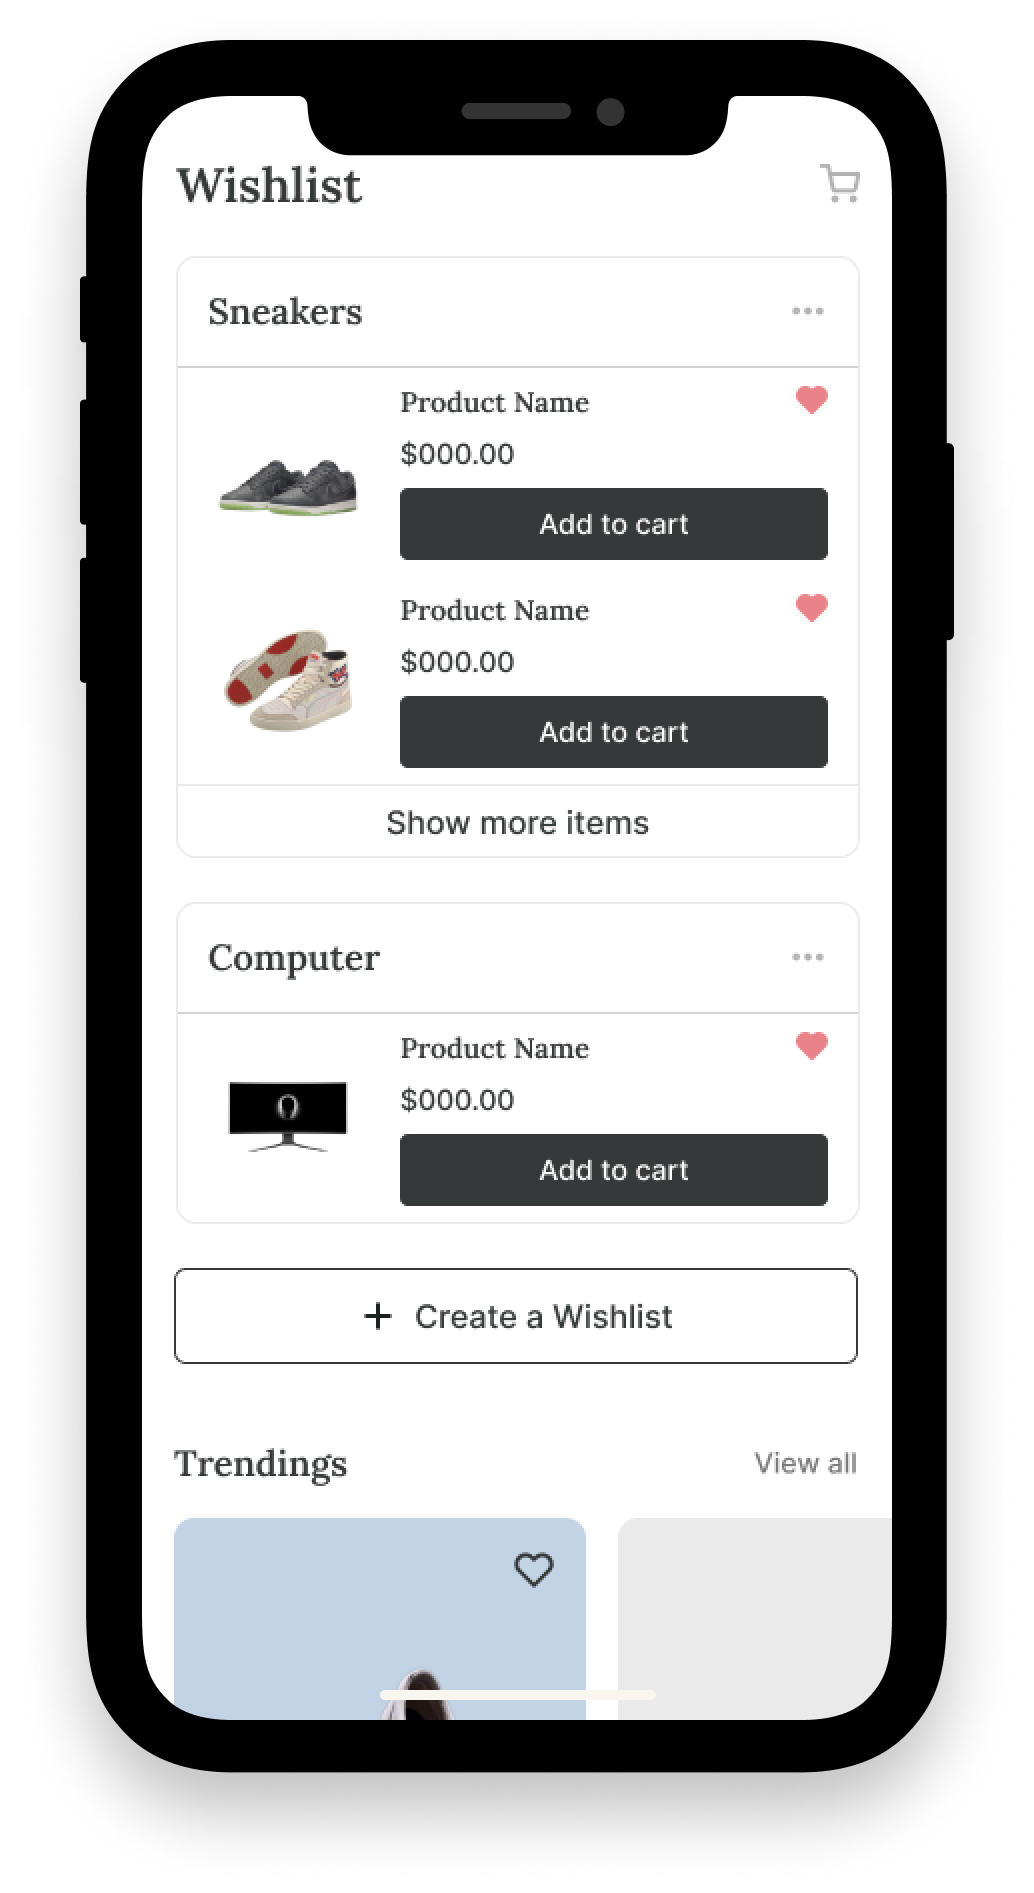 Wishlist
Sneakers
Product Name
$000.00
Add to cart
Product Name
$000.00
Add to cart
Show more items
Computer
Product Name
$000.00
Add to cart
Create a Wishlist
Trendings
View all